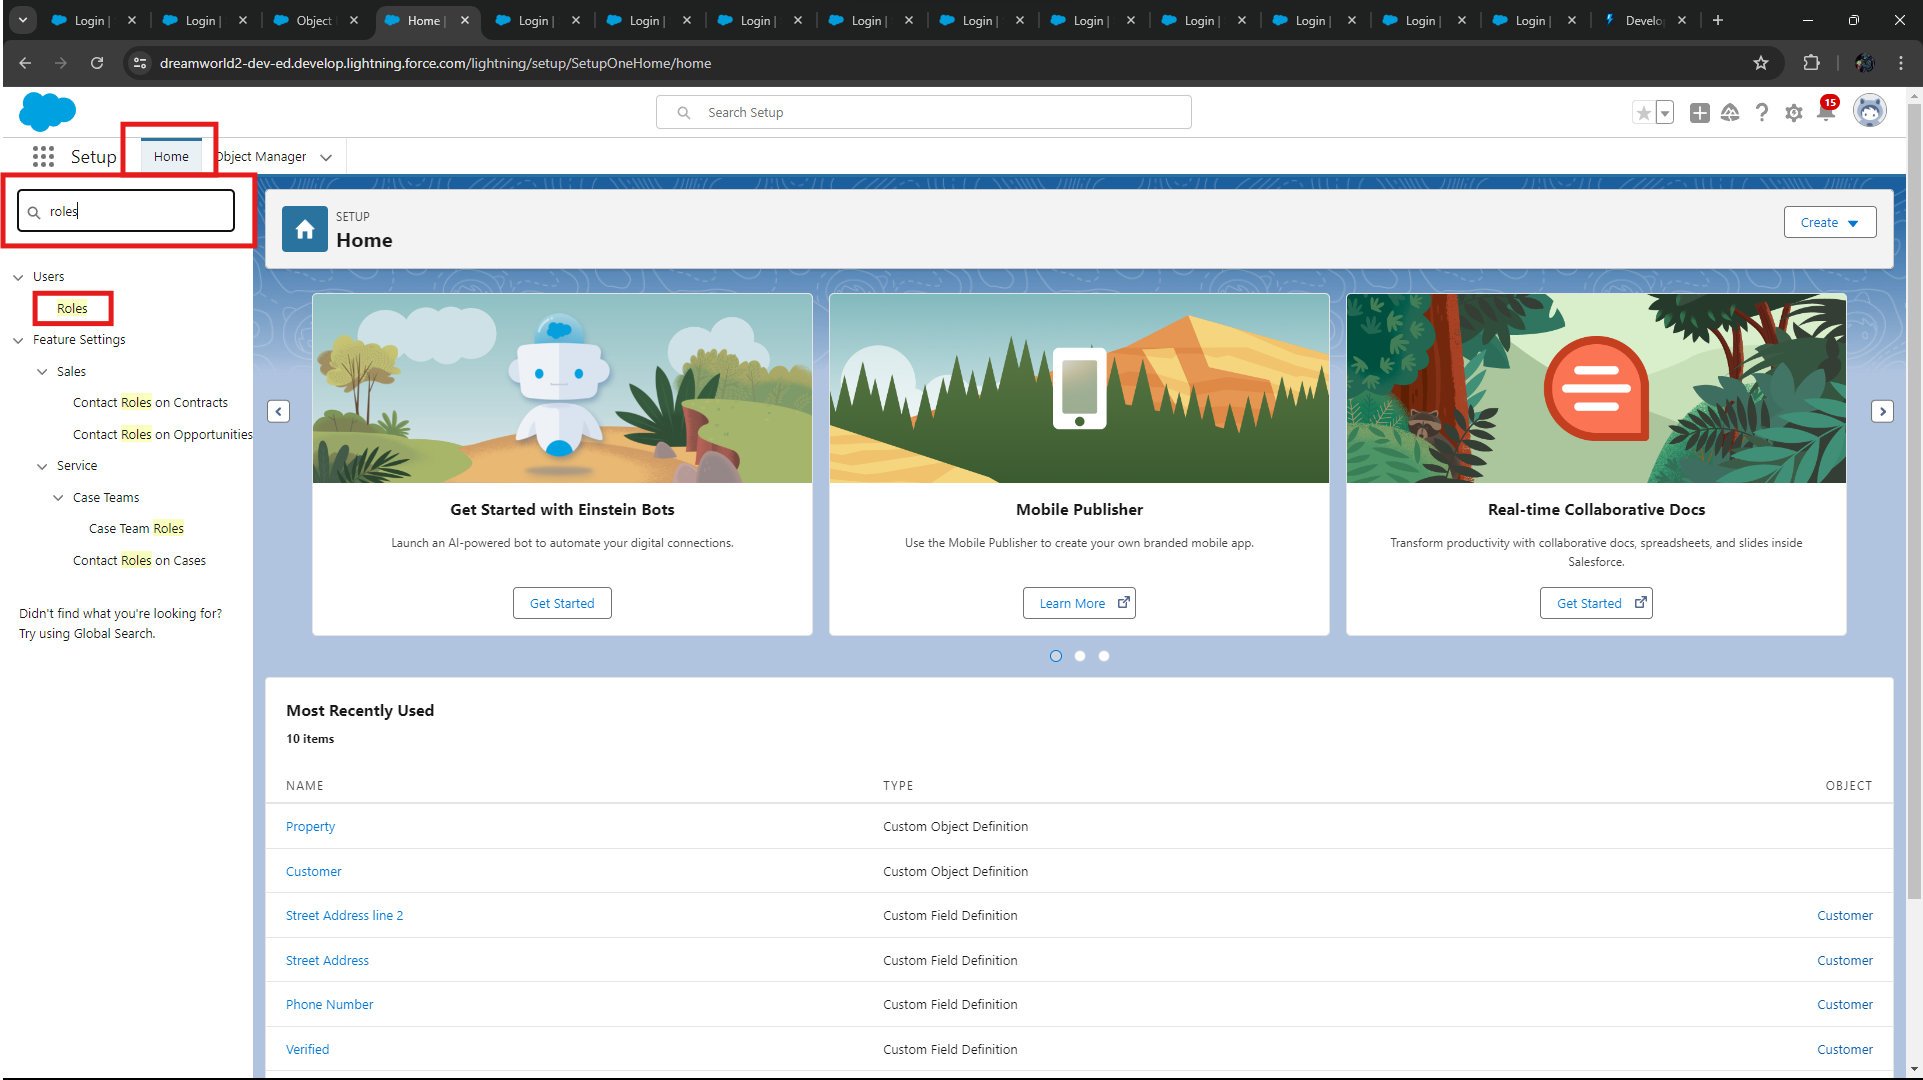 Login |
Login |
Object
Home |
Login |
Login |
Login |
Login |
Login |
Login |
Login |
Login |
Login |
Login |
Develo
dreamworld2-dev-ed.develop.lightning.force.com/lightning/setup/SetupOneHome/home
Search Setup
15
Setup
Home
Object Manager
roles
Users
Roles
Feature Settings
Sales
Contact Roles on Contracts
Contact Roles on Opportunities
Service
Case Teams
Case Team Roles
Contact Roles on Cases
Didn't find what you're looking for?
Try using Global Search.
SETUP
Home
Create
Get Started with Einstein Bots
Launch an AI-powered bot to automate your digital connections.
Get Started
Mobile Publisher
Use the Mobile Publisher to create your own branded mobile app.
Learn More
Real-time Collaborative Docs
Transform productivity with collaborative docs, spreadsheets, and slides inside
Salesforce.
Get Started
Most Recently Used
10 items
NAME TYPE OBJECT
Property Custom Object Definition
Customer Custom Object Definition
Street Address line 2 Custom Field Definition Customer
Street Address Custom Field Definition Customer
Phone Number Custom Field Definition Customer
Verified Custom Field Definition Customer